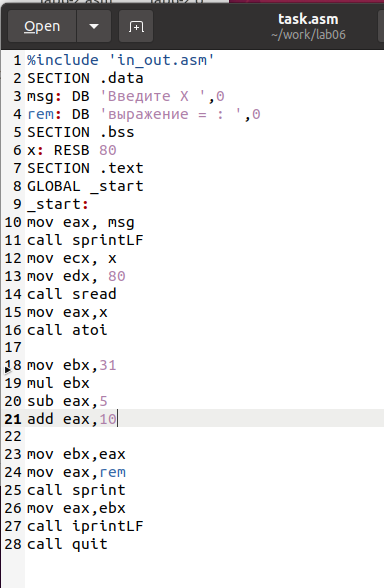 Open
task.asm
~/work/lab06
1 %include 'in_out.asm'
2 SECTION .data
3 msg: DB 'Введите X ',0
4 rem: DB 'выражение = : ',0
5 SECTION .bss
6 x: RESB 80
7 SECTION .text
8 GLOBAL _start
9 _start:
10 mov eax, msg
11 call sprintLF
12 mov ecx, x
13 mov edx, 80
14 call sread
15 mov eax,x
16 call atoi
17
18 mov ebx,31
19 mul ebx
20 sub eax,5
21 add eax,10
22
23 mov ebx,eax
24 mov eax,rem
25 call sprint
26 mov eax,ebx
27 call iprintLF
28 call quit